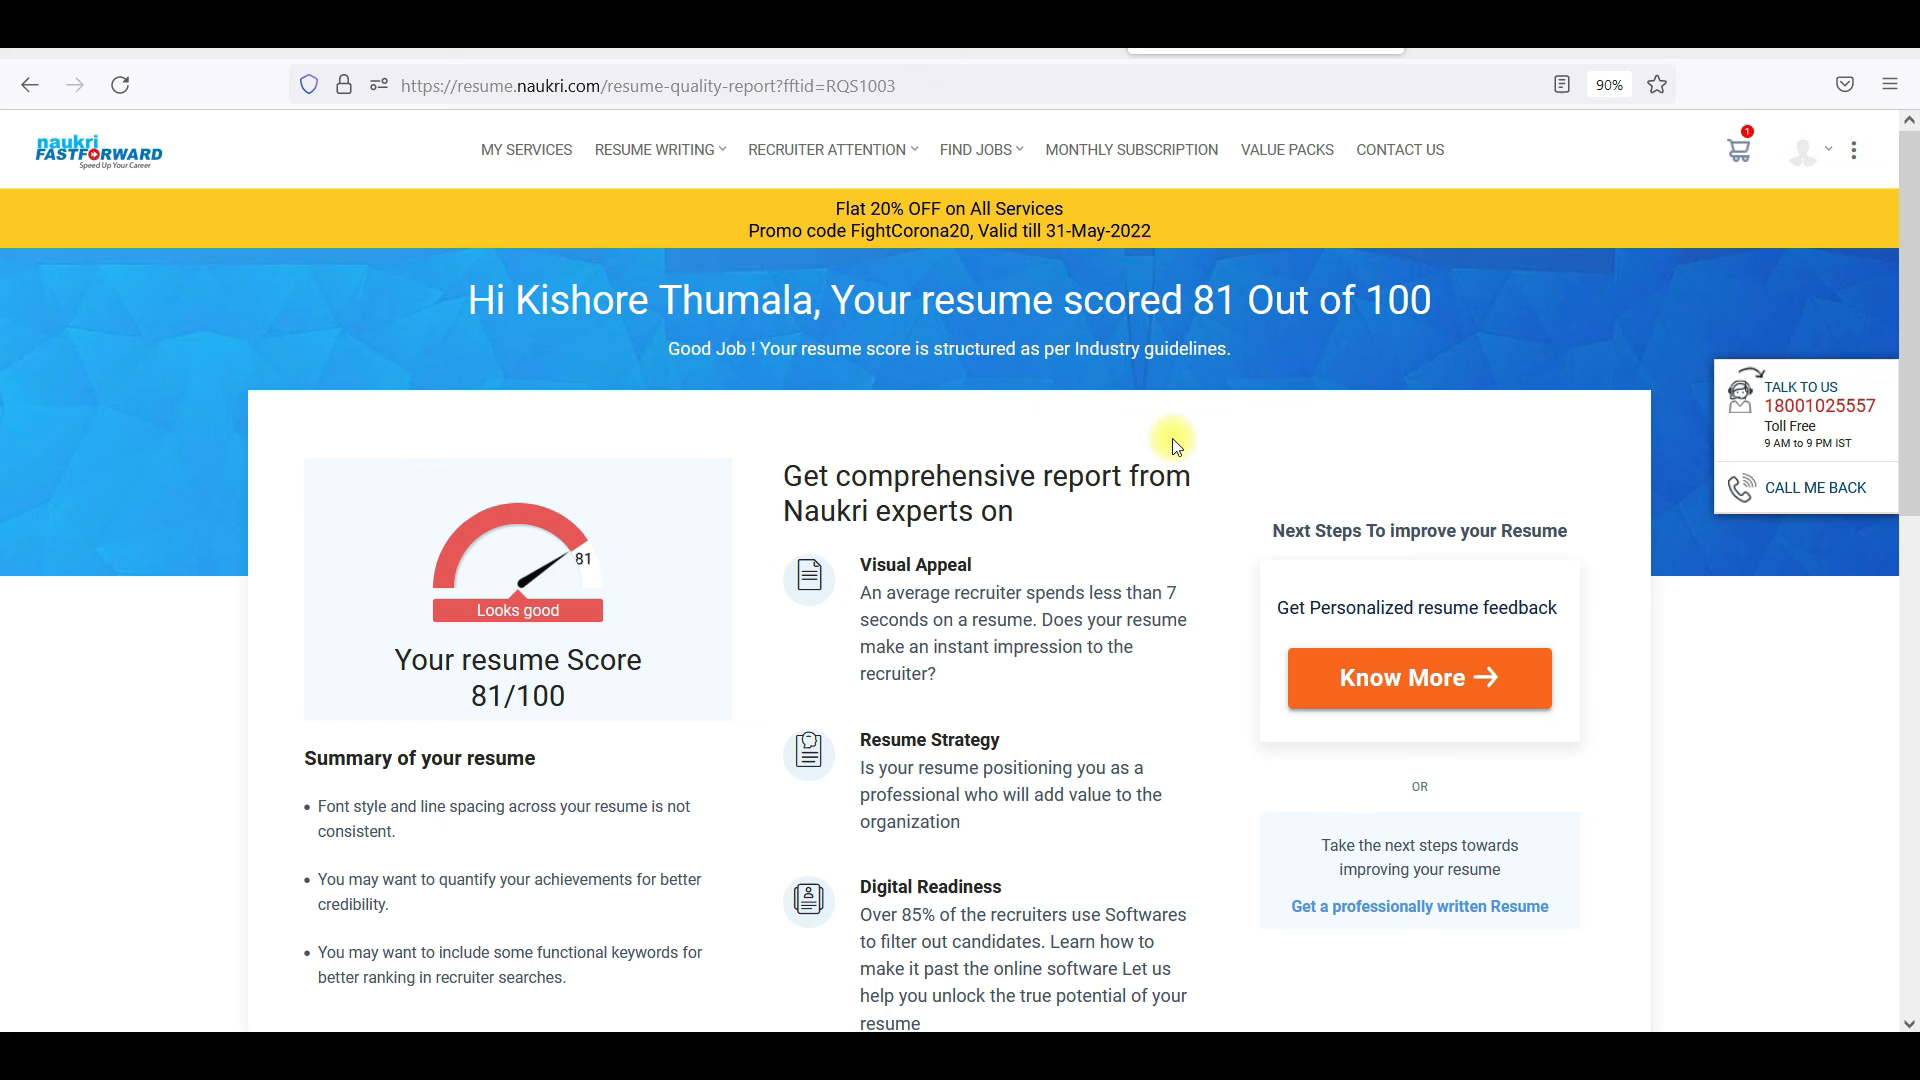 https://resume.naukri.com/resume-quality-report?fftid=RQS1003
90%
naukri
FASTFORWARD
Speed Up Your Career
MY SERVICES
RESUME WRITING
RECRUITER ATTENTION
FIND JOBS
MONTHLY SUBSCRIPTION
VALUE PACKS
CONTACT US
1
Flat 20% OFF on All Services
Promo code FightCorona20, Valid till 31-May-2022
Hi Kishore Thumala, Your resume scored 81 Out of 100
Good Job ! Your resume score is structured as per Industry guidelines.
TALK TO US
18001025557
Toll Free
9 AM to 9 PM IST
CALL ME BACK
81
Looks good
Your resume Score
81/100
Summary of your resume
• Font style and line spacing across your resume is not
consistent.
• You may want to quantify your achievements for better
credibility.
• You may want to include some functional keywords for
better ranking in recruiter searches.
Get comprehensive report from
Naukri experts on
Visual Appeal
An average recruiter spends less than 7
seconds on a resume. Does your resume
make an instant impression to the
recruiter?
Resume Strategy
Is your resume positioning you as a
professional who will add value to the
organization
Digital Readiness
Over 85% of the recruiters use Softwares
to filter out candidates. Learn how to
make it past the online software Let us
help you unlock the true potential of your
resume
Next Steps To improve your Resume
Get Personalized resume feedback
Know More →
OR
Take the next steps towards
improving your resume
Get a professionally written Resume